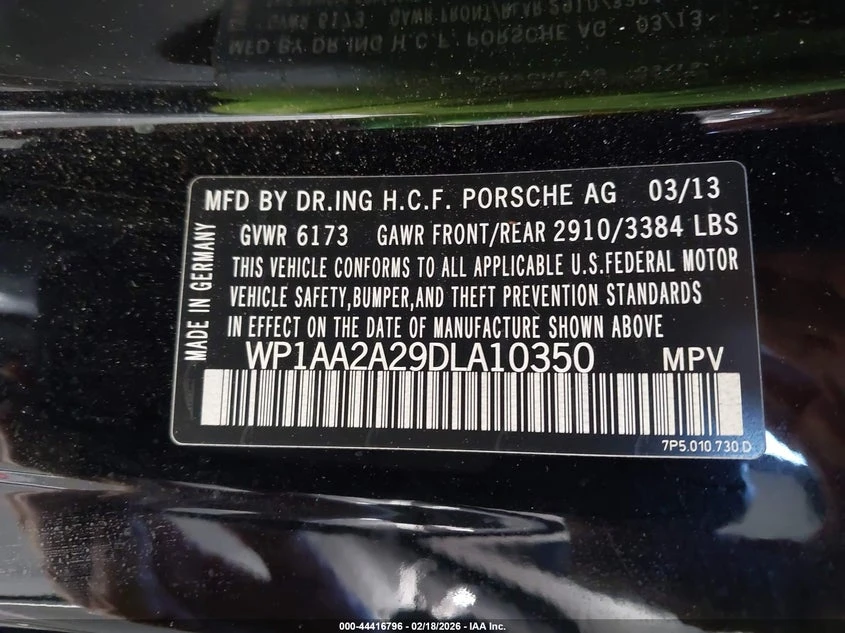 MFD BY DR.ING H.C.F. PORSCHE AG 03/13
GVWR 6173 GAWR FRONT/REAR 2910/3384 LBS
THIS VEHICLE CONFORMS TO ALL APPLICABLE U.S.FEDERAL MOTOR
VEHICLE SAFETY,BUMPER,AND THEFT PREVENTION STANDARDS
IN EFFECT ON THE DATE OF MANUFACTURE SHOWN ABOVE
MADE IN GERMANY
WP1AA2A29DLA10350 MPV
7P5.010.730.D
000-44416796 - 02/18/2026 - IAA Inc.